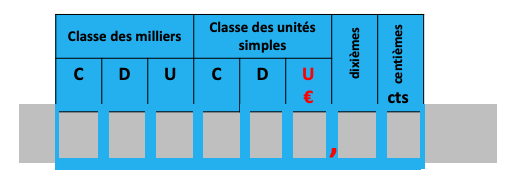 Classe des milliers
Classe des unités
simples
dixièmes
centièmes
C D U C D U
€ cts
,